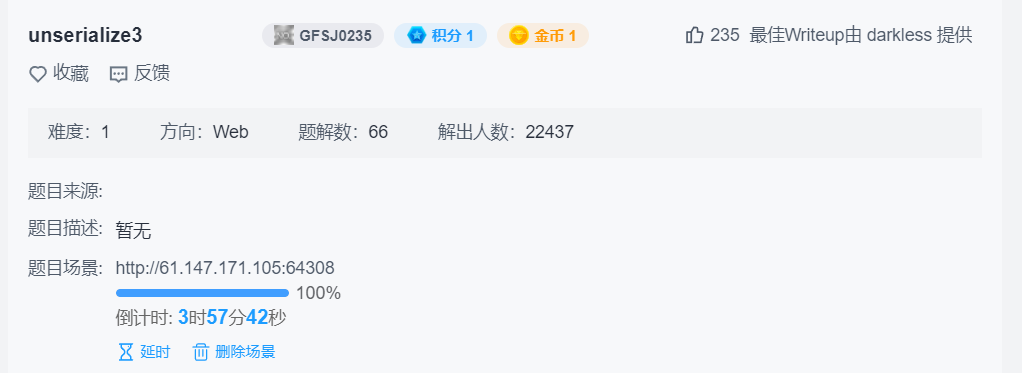 unserialize3 GFSJ0235 积分 1 金币 1 235 最佳Writeup由 darkless 提供
收藏 反馈
难度：1 方向：Web 题解数：66 解出人数：22437
题目来源:
题目描述: 暂无
题目场景: http://61.147.171.105:64308
100%
倒计时: 3时57分42秒
延时 删除场景